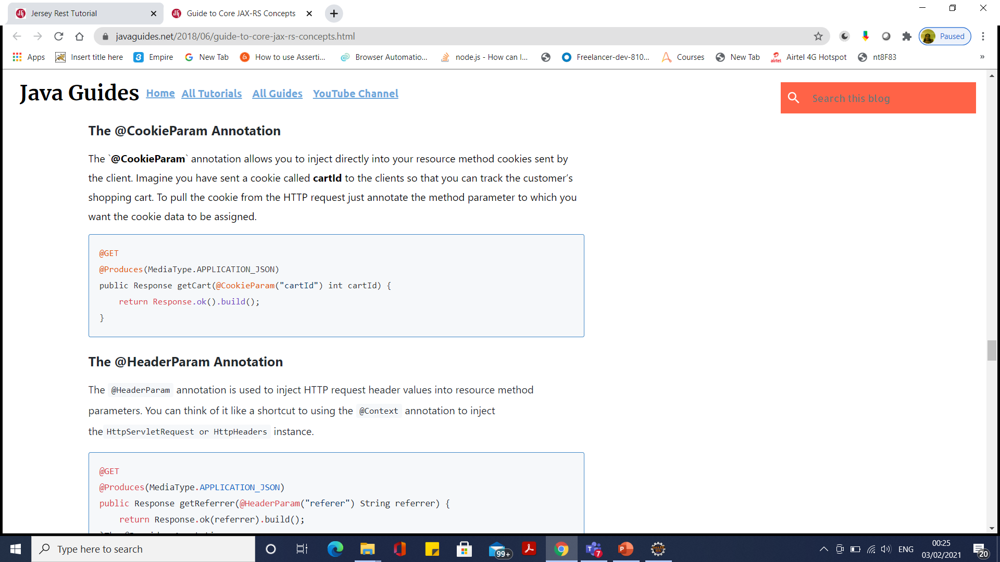 Jersey Rest Tutorial
Guide to Core JAX-RS Concepts
javaguides.net/2018/06/guide-to-core-jax-rs-concepts.html
Paused
Apps
Insert title here
Empire
New Tab
How to use Asserti...
Browser Automatio...
node.js - How can I...
Freelancer-dev-810...
Courses
airtel
New Tab
Airtel 4G Hotspot
nt8F83
»
Java Guides Home All Tutorials All Guides YouTube Channel
Search this blog
The @CookieParam Annotation
The `@CookieParam` annotation allows you to inject directly into your resource method cookies sent by
the client. Imagine you have sent a cookie called cartId to the clients so that you can track the customer's
shopping cart. To pull the cookie from the HTTP request just annotate the method parameter to which you
want the cookie data to be assigned.
@GET
@Produces(MediaType.APPLICATION_JSON)
public Response getCart(@CookieParam("cartId") int cartId) {
return Response.ok().build();
}
The @HeaderParam Annotation
The @HeaderParam annotation is used to inject HTTP request header values into resource method
parameters. You can think of it like a shortcut to using the @Context annotation to inject
the HttpServletRequest or HttpHeaders instance.
@GET
@Produces(MediaType.APPLICATION_JSON)
public Response getReferrer(@HeaderParam("referer") String referrer) {
return Response.ok(referrer).build();
Type here to search
99+
7
ENG
00:25
03/02/2021
20